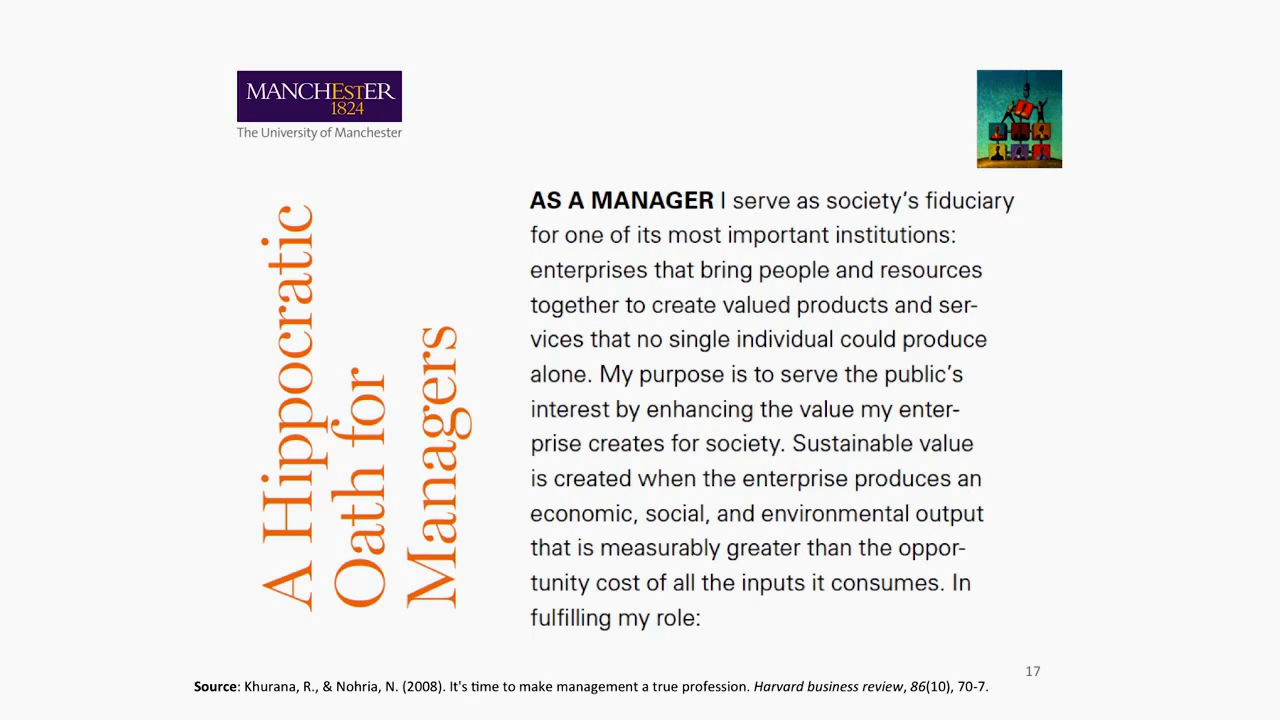 MANCHESTER
1824
The University of Manchester
A Hippocratic
Oath for
Managers
AS A MANAGER I serve as society's fiduciary
for one of its most important institutions:
enterprises that bring people and resources
together to create valued products and ser-
vices that no single individual could produce
alone. My purpose is to serve the public's
interest by enhancing the value my enter-
prise creates for society. Sustainable value
is created when the enterprise produces an
economic, social, and environmental output
that is measurably greater than the oppor-
tunity cost of all the inputs it consumes. In
fulfilling my role:
17
Source: Khurana, R., & Nohria, N. (2008). It's time to make management a true profession. Harvard business review, 86(10), 70-7.